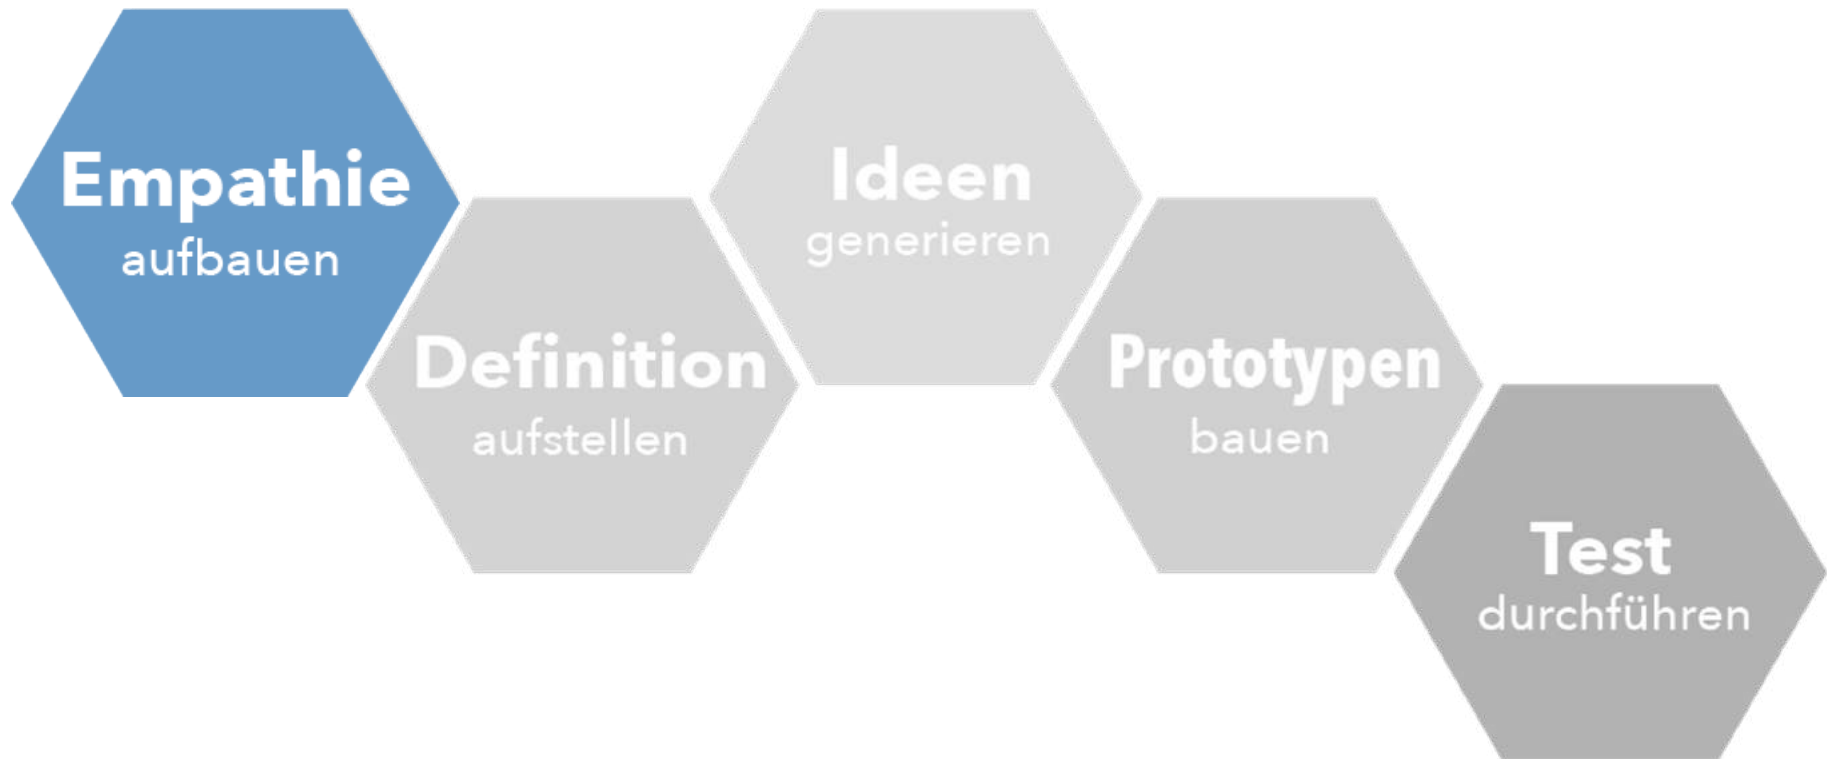 Empathie
aufbauen
Definition
aufstellen
Ideen
generieren
Prototypen
bauen
Test
durchführen